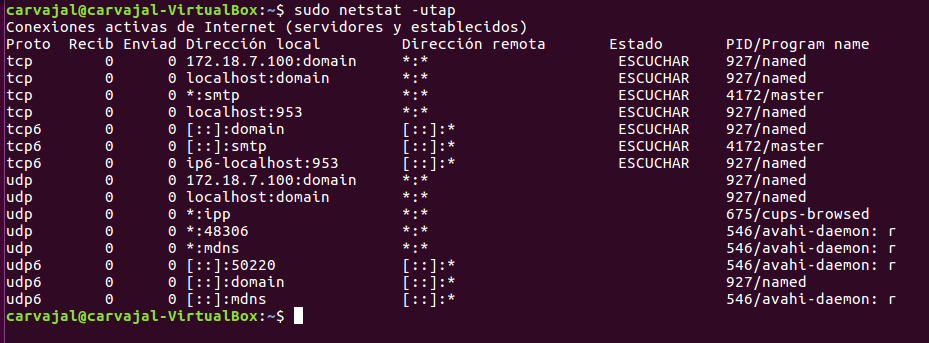 carvajal@carvajal-VirtualBox:~$ sudo netstat -utap
Conexiones activas de Internet (servidores y establecidos)
Proto  Recib Enviad Dirección local         Dirección remota        Estado       PID/Program name
tcp        0      0 172.18.7.100:domain     *:*                     ESCUCHAR    927/named
tcp        0      0 localhost:domain        *:*                     ESCUCHAR    927/named
tcp        0      0 *:smtp                  *:*                     ESCUCHAR    4172/master
tcp        0      0 localhost:953           *:*                     ESCUCHAR    927/named
tcp6       0      0 [::]:domain             [::]:*                  ESCUCHAR    927/named
tcp6       0      0 [::]:smtp               [::]:*                  ESCUCHAR    4172/master
tcp6       0      0 ip6-localhost:953       [::]:*                  ESCUCHAR    927/named
udp        0      0 172.18.7.100:domain     *:*                                 927/named
udp        0      0 localhost:domain        *:*                                 927/named
udp        0      0 *:ipp                   *:*                                 675/cups-browsed
udp        0      0 *:48306                 *:*                                 546/avahi-daemon: r
udp        0      0 *:mdns                  *:*                                 546/avahi-daemon: r
udp6       0      0 [::]:50220              [::]:*                              546/avahi-daemon: r
udp6       0      0 [::]:domain             [::]:*                              927/named
udp6       0      0 [::]:mdns               [::]:*                              546/avahi-daemon: r
carvajal@carvajal-VirtualBox:~$